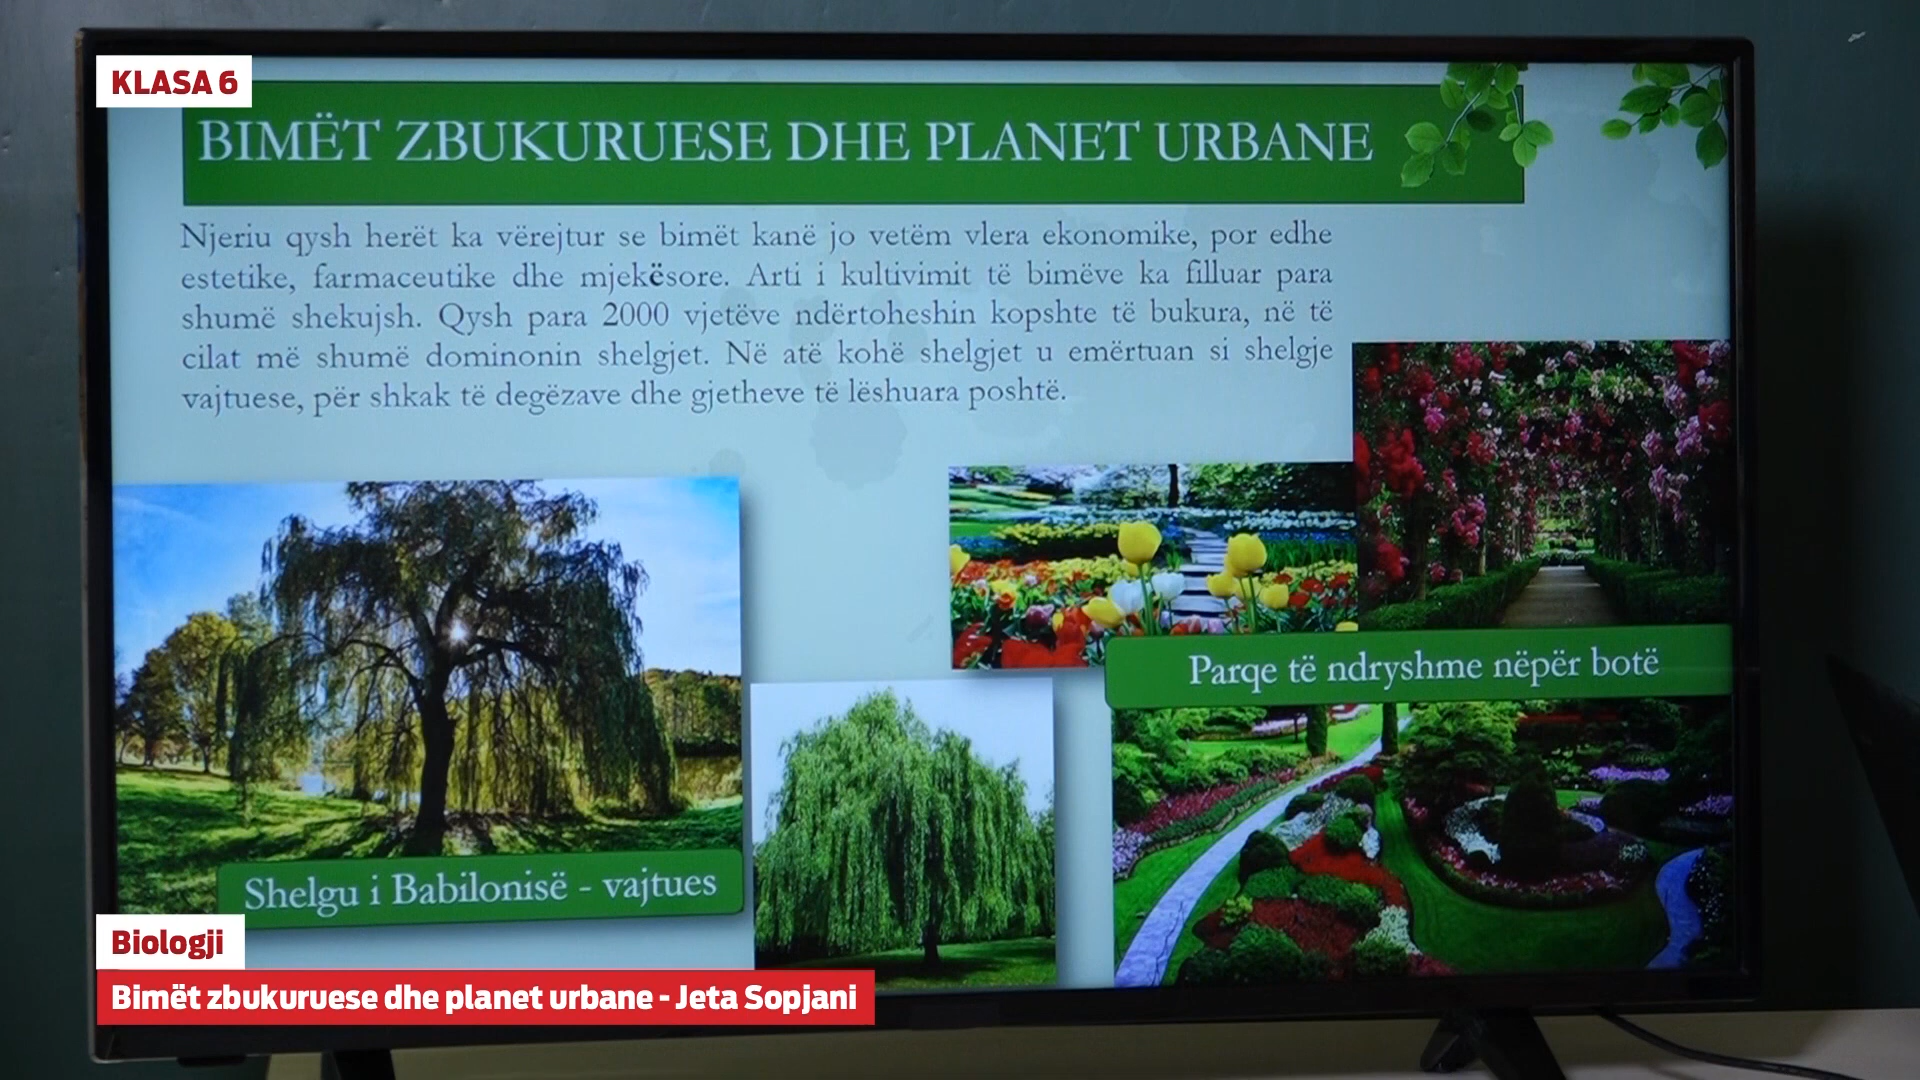 KLASA 6
BIMËT ZBUKURUESE DHE PLANET URBANE
Njeriu qysh herët ka vërejtur se bimët kanë jo vetëm vlera ekonomike, por edhe
estetike, farmaceutike dhe mjekësore. Arti i kultivimit të bimëve ka filluar para
shumë shekujsh. Qysh para 2000 vjetëve ndërtoheshin kopshte të bukura, në të
cilat më shumë dominonin shelgjet. Në atë kohë shelgjet u emërtuan si shelgje
vajtuese, për shkak të degëzave dhe gjetheve të lëshuara poshtë.
Parqe të ndryshme nëpër botë
Shelgu i Babilonisë - vajtues
Biologji
Bimët zbukuruese dhe planet urbane - Jeta Sopjani